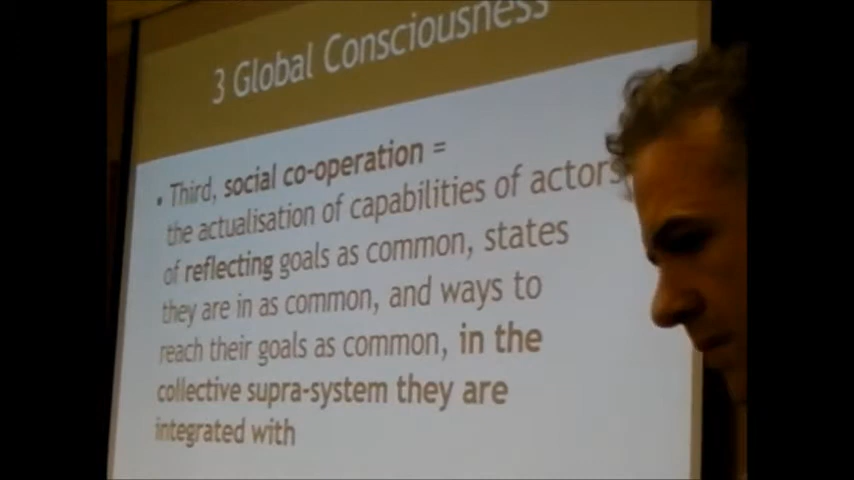 3 Global Consciousness
• Third, social co-operation =
the actualisation of capabilities of actors
of reflecting goals as common, states
they are in as common, and ways to
reach their goals as common, in the
collective supra-system they are
integrated with